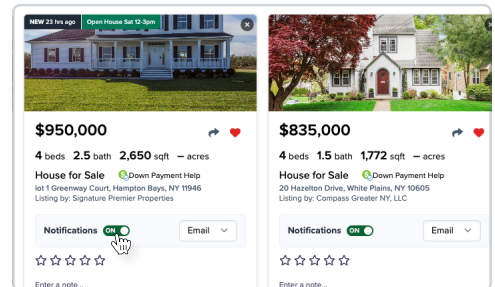 NEW 23 hrs ago Open House Sat 12-3pm
$950,000
4 beds 2.5 bath 2,650 sqft – acres
House for Sale Down Payment Help
lot 1 Greenway Court, Hampton Bays, NY 11946
Listing by: Signature Premier Properties
Notifications ON Email
Enter a note...
$835,000
4 beds 1.5 bath 1,772 sqft – acres
House for Sale Down Payment Help
20 Hazelton Drive, White Plains, NY 10605
Listing by: Compass Greater NY, LLC
Notifications ON Email
Enter a note...